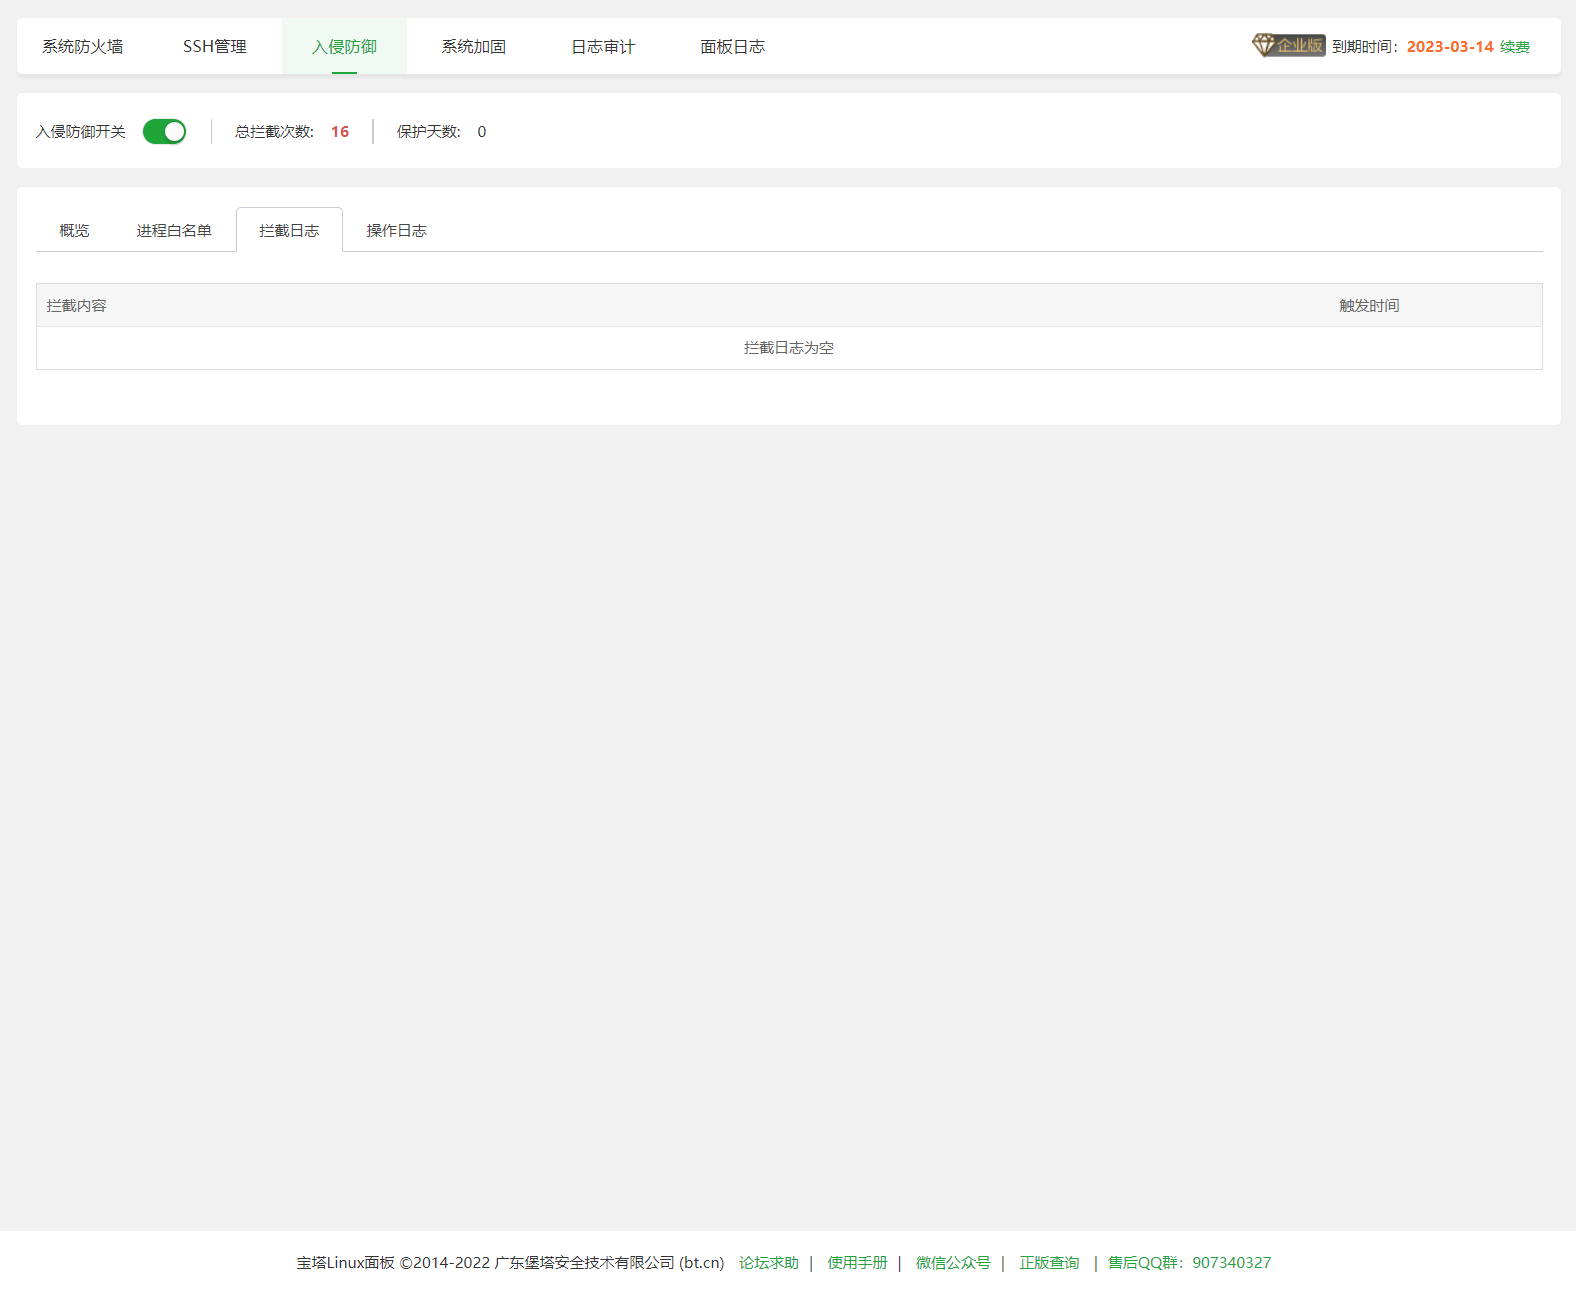 系统防火墙 SSH管理 入侵防御 系统加固 日志审计 面板日志 企业版 到期时间：2023-03-14 续费
入侵防御开关 总拦截次数: 16 保护天数: 0
概览 进程白名单 拦截日志 操作日志
拦截内容 触发时间
拦截日志为空
宝塔Linux面板 ©2014-2022 广东堡塔安全技术有限公司 (bt.cn) 论坛求助 | 使用手册 | 微信公众号 | 正版查询 | 售后QQ群：907340327